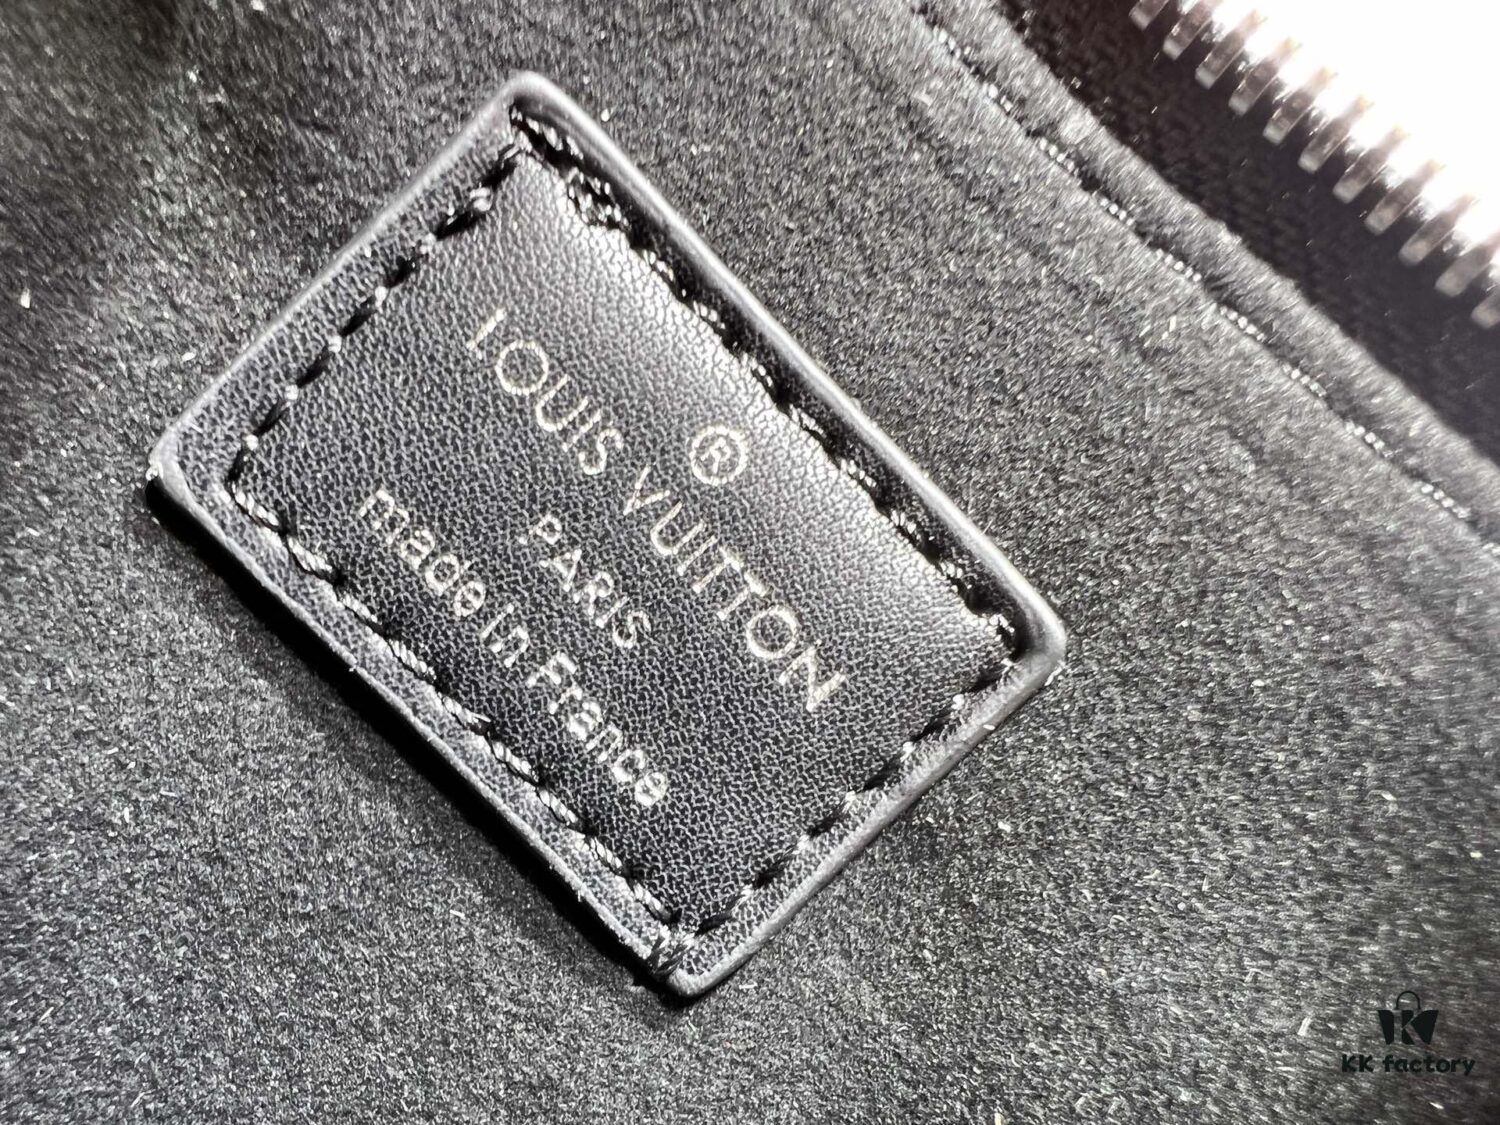 ®
LOUIS VUITTON
PARIS
made in France
KK factory